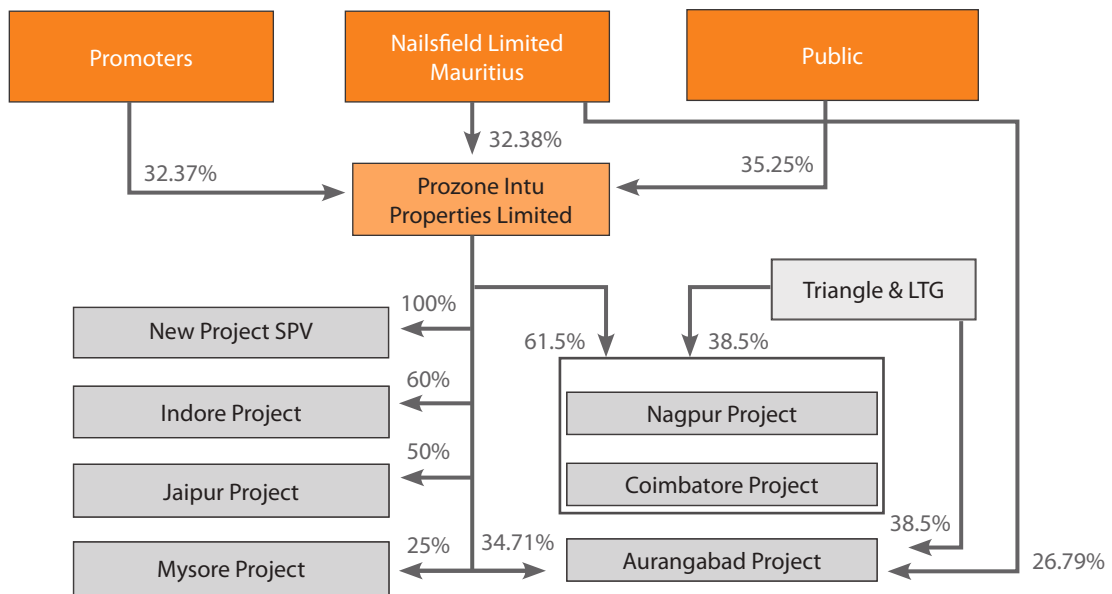 Promoters
Nailsfield Limited
Mauritius
Public
32.37%
32.38%
35.25%
Prozone Intu
Properties Limited
Triangle & LTG
100%
New Project SPV
61.5%
38.5%
60%
Indore Project
Nagpur Project
50%
Jaipur Project
Coimbatore Project
25%
Mysore Project
34.71%
Aurangabad Project
38.5%
26.79%